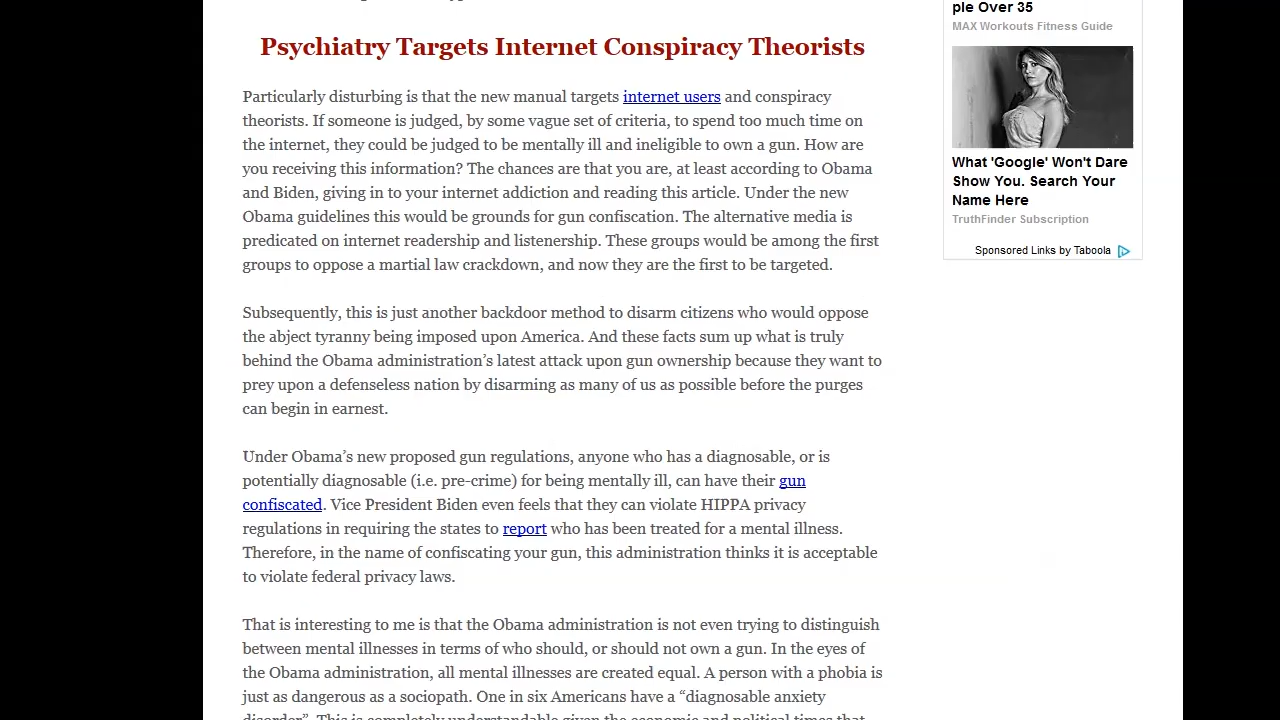 Psychiatry Targets Internet Conspiracy Theorists
Particularly disturbing is that the new manual targets internet users and conspiracy
theorists. If someone is judged, by some vague set of criteria, to spend too much time on
the internet, they could be judged to be mentally ill and ineligible to own a gun. How are
you receiving this information? The chances are that you are, at least according to Obama
and Biden, giving in to your internet addiction and reading this article. Under the new
Obama guidelines this would be grounds for gun confiscation. The alternative media is
predicated on internet readership and listenership. These groups would be among the first
groups to oppose a martial law crackdown, and now they are the first to be targeted.
Subsequently, this is just another backdoor method to disarm citizens who would oppose
the abject tyranny being imposed upon America. And these facts sum up what is truly
behind the Obama administration’s latest attack upon gun ownership because they want to
prey upon a defenseless nation by disarming as many of us as possible before the purges
can begin in earnest.
Under Obama’s new proposed gun regulations, anyone who has a diagnosable, or is
potentially diagnosable (i.e. pre-crime) for being mentally ill, can have their gun
confiscated. Vice President Biden even feels that they can violate HIPPA privacy
regulations in requiring the states to report who has been treated for a mental illness.
Therefore, in the name of confiscating your gun, this administration thinks it is acceptable
to violate federal privacy laws.
That is interesting to me is that the Obama administration is not even trying to distinguish
between mental illnesses in terms of who should, or should not own a gun. In the eyes of
the Obama administration, all mental illnesses are created equal. A person with a phobia is
just as dangerous as a sociopath. One in six Americans have a “diagnosable anxiety
disorder”. This is completely understandable given the economic and political times that
ple Over 35
MAX Workouts Fitness Guide
What 'Google' Won't Dare
Show You. Search Your
Name Here
TruthFinder Subscription
Sponsored Links by Taboola